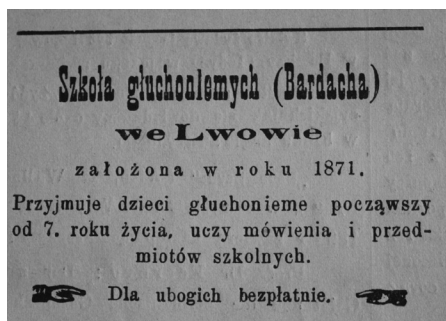 Szkoła głuchoniemych (Bardacha)
we Lwowie
założona w roku 1871.
Przyjmuje dzieci głuchonieme począwszy
od 7. roku życia, uczy mówienia i przed-
miotów szkolnych.
Dla ubogich bezpłatnie.